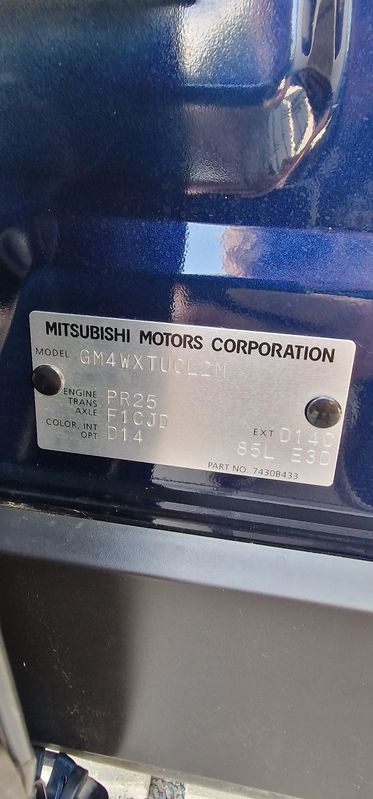 MITSUBISHI MOTORS CORPORATION
MODEL GM4WXTUCL2M
ENGINE PR25
TRANS
AXLE F1CJD
COLOR, INT D14 EXT D14C
OPT 85L E3D
PART NO. 7430B433